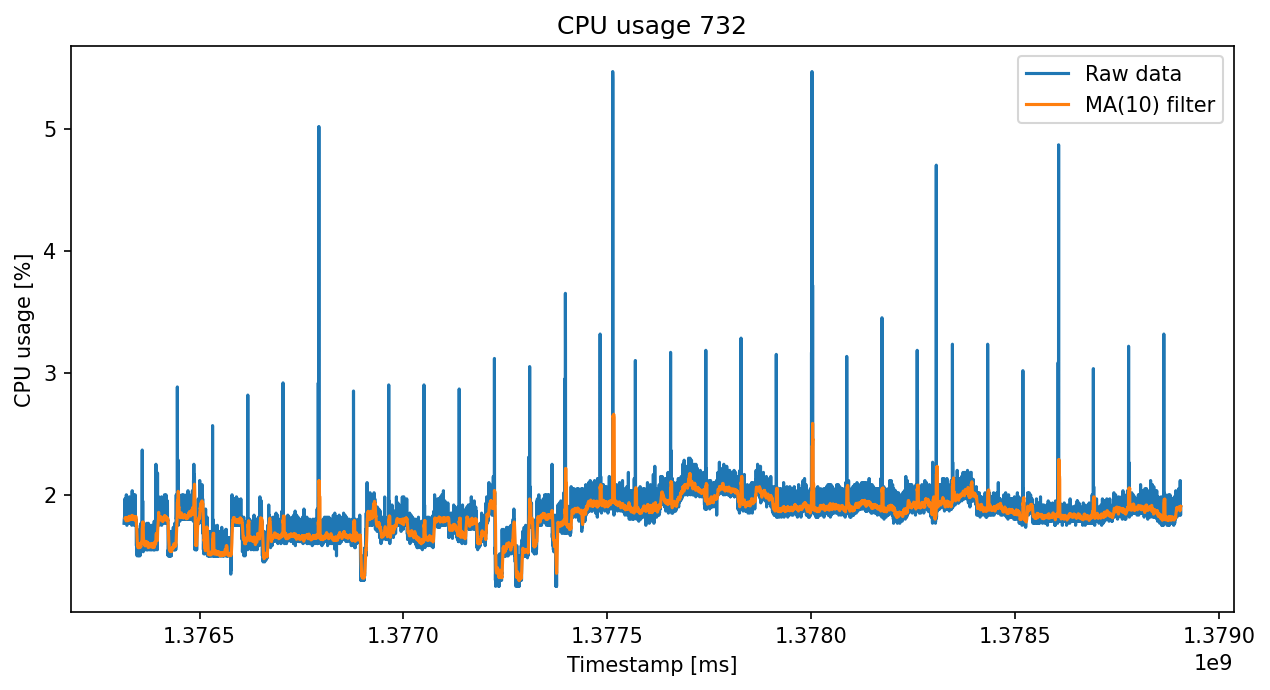 CPU usage 732
Raw data
MA(10) filter
CPU usage [%]
5
4
3
2
1.3765 1.3770 1.3775 1.3780 1.3785 1.3790
1e9
Timestamp [ms]